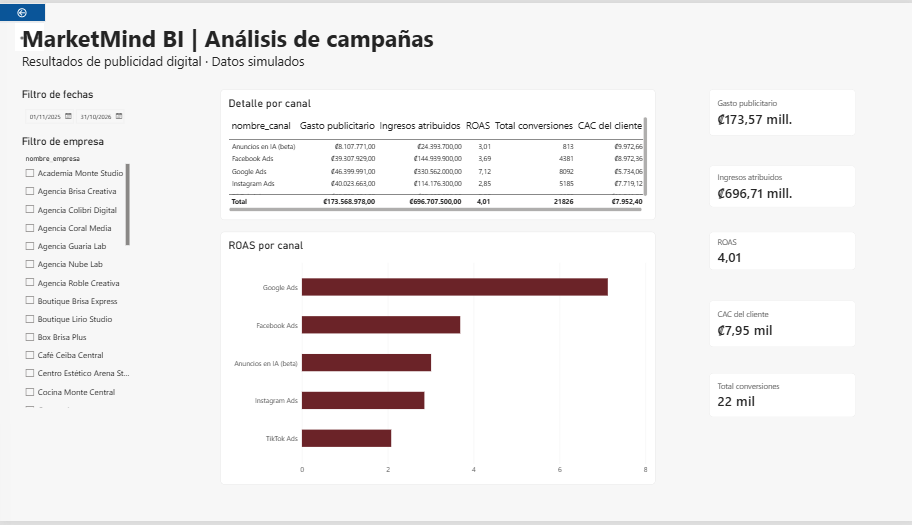 MarketMind BI | Análisis de campañas
Resultados de publicidad digital · Datos simulados
Filtro de fechas
01/11/2025 31/10/2026
Filtro de empresa
nombre_empresa
Academia Monte Studio
Agencia Brisa Creativa
Agencia Colibri Digital
Agencia Coral Media
Agencia Guaria Lab
Agencia Nube Lab
Agencia Roble Creativa
Boutique Brisa Express
Boutique Lirio Studio
Box Brisa Plus
Café Ceiba Central
Centro Estético Arena St...
Cocina Monte Central
Detalle por canal
nombre_canal Gasto publicitario Ingresos atribuidos ROAS Total conversiones CAC del cliente
Anuncios en IA (beta) ₡8.107.771,00 ₡24.393.700,00 3,01 813 ₡9.972,66
Facebook Ads ₡39.307.929,00 ₡144.939.900,00 3,69 4381 ₡8.972,36
Google Ads ₡46.399.991,00 ₡330.562.000,00 7,12 8092 ₡5.734,06
Instagram Ads ₡40.023.663,00 ₡114.176.300,00 2,85 5185 ₡7.719,12
Total ₡173.568.978,00 ₡696.707.500,00 4,01 21826 ₡7.952,40
ROAS por canal
Google Ads
Facebook Ads
Anuncios en IA (beta)
Instagram Ads
TikTok Ads
0 2 4 6 8
Gasto publicitario
₡173,57 mill.
Ingresos atribuidos
₡696,71 mill.
ROAS
4,01
CAC del cliente
₡7,95 mil
Total conversiones
22 mil